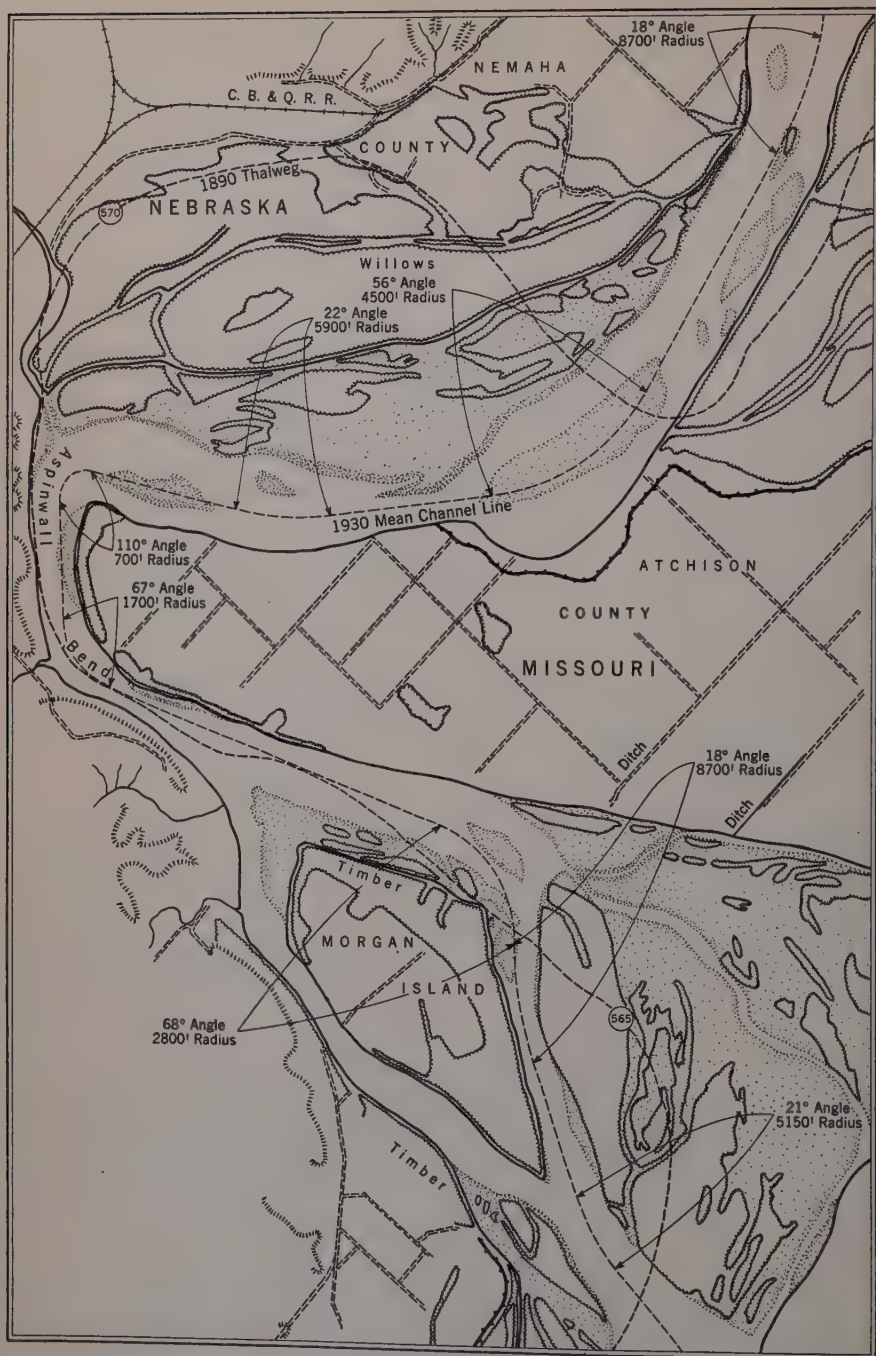 18° Angle
8700' Radius
NEMAHA
C. B. & Q. R. R.
COUNTY
1890 Thalweg
570
NEBRASKA
Willows
56° Angle
4500' Radius
22° Angle
5900' Radius
Aspinwall
1930 Mean Channel Line
110° Angle
700' Radius
ATCHISON
67° Angle
1700' Radius
COUNTY
Bend
MISSOURI
Ditch
18° Angle
8700' Radius
Ditch
Timber
MORGAN
ISLAND
565
68° Angle
2800' Radius
21° Angle
5150' Radius
Timber